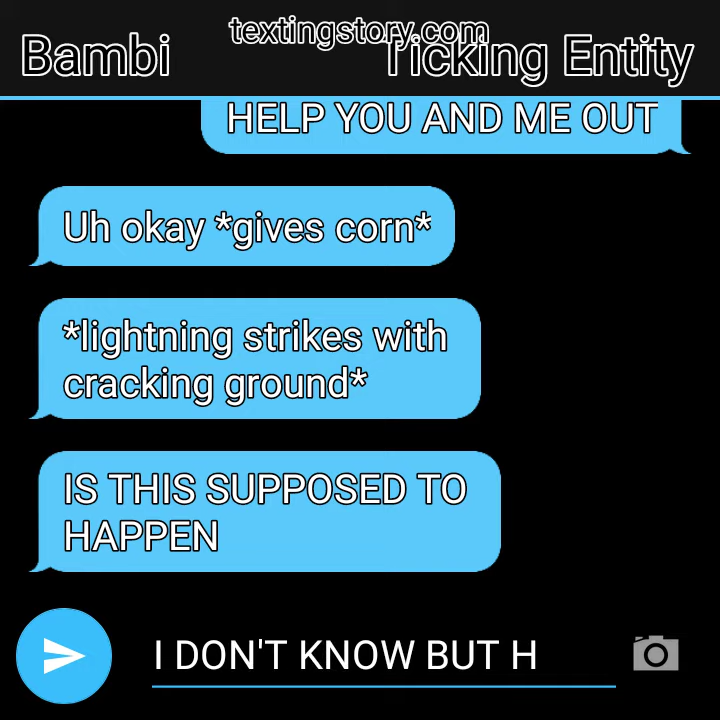 textingstory.com
Bambi
Ticking Entity
HELP YOU AND ME OUT
Uh okay *gives corn*
*lightning strikes with
cracking ground*
IS THIS SUPPOSED TO
HAPPEN
I DON'T KNOW BUT H